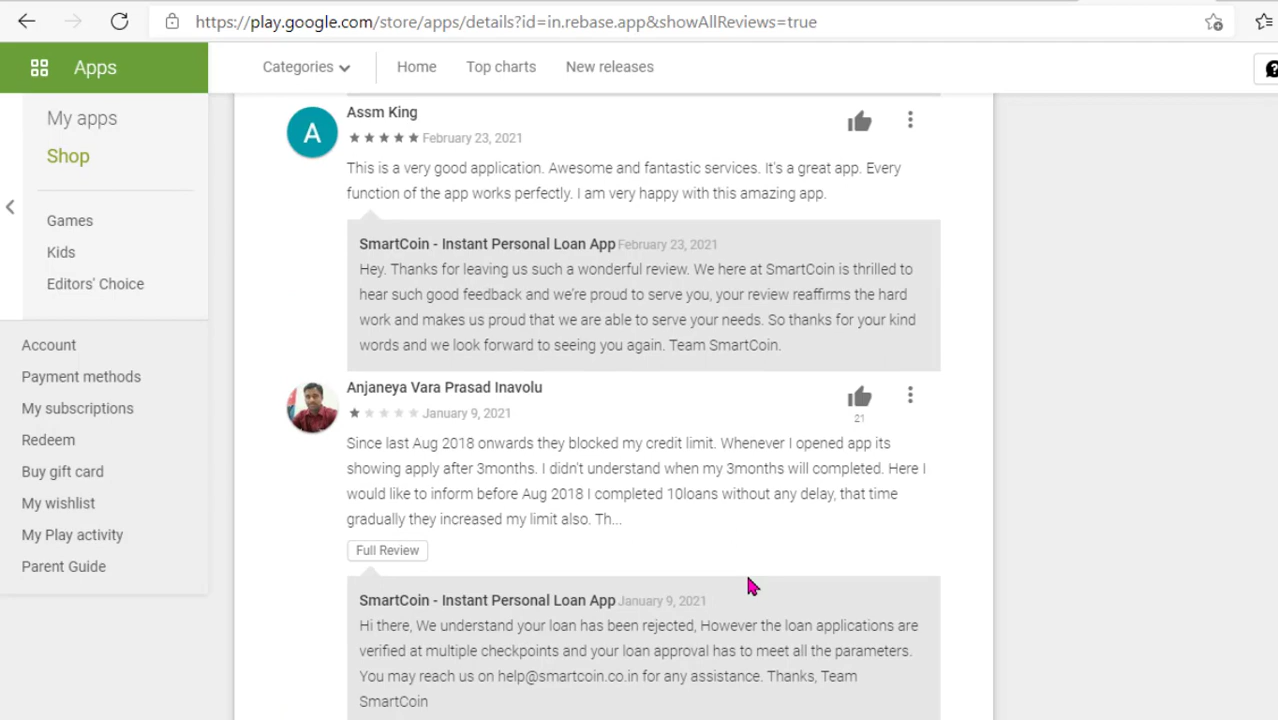 https://play.google.com/store/apps/details?id=in.rebase.app&showAllReviews=true
Apps
Categories
Home
Top charts
New releases
My apps
Shop
Games
Kids
Editors' Choice
Account
Payment methods
My subscriptions
Redeem
Buy gift card
My wishlist
My Play activity
Parent Guide
A
Assm King
February 23, 2021
This is a very good application. Awesome and fantastic services. It's a great app. Every
function of the app works perfectly. I am very happy with this amazing app.
SmartCoin - Instant Personal Loan App February 23, 2021
Hey. Thanks for leaving us such a wonderful review. We here at SmartCoin is thrilled to
hear such good feedback and we're proud to serve you, your review reaffirms the hard
work and makes us proud that we are able to serve your needs. So thanks for your kind
words and we look forward to seeing you again. Team SmartCoin.
Anjaneya Vara Prasad Inavolu
January 9, 2021
21
Since last Aug 2018 onwards they blocked my credit limit. Whenever I opened app its
showing apply after 3months. I didn't understand when my 3months will completed. Here I
would like to inform before Aug 2018 I completed 10loans without any delay, that time
gradually they increased my limit also. Th...
Full Review
SmartCoin - Instant Personal Loan App January 9, 2021
Hi there, We understand your loan has been rejected, However the loan applications are
verified at multiple checkpoints and your loan approval has to meet all the parameters.
You may reach us on help@smartcoin.co.in for any assistance. Thanks, Team
SmartCoin